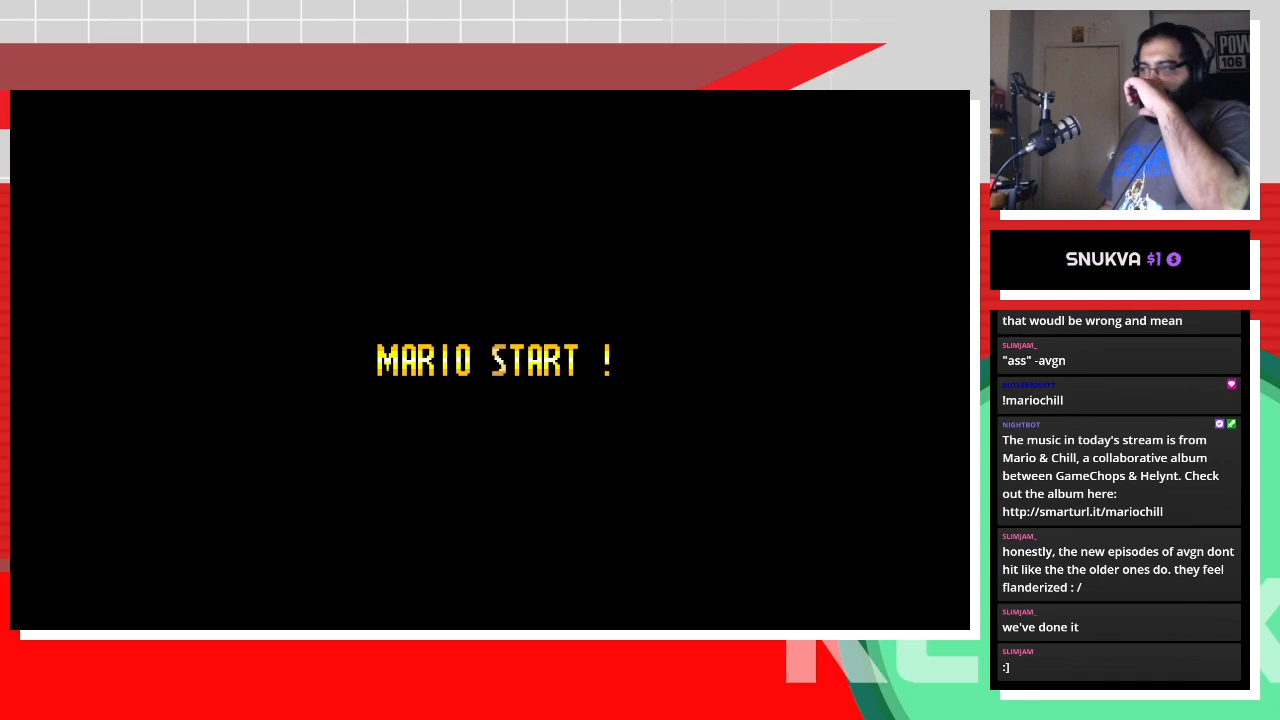 POW
106
MARIO START !
SNUKVA $1
that woudl be wrong and mean
SLIMJAM_
"ass" -avgn
!mariochill
NIGHTBOT
The music in today's stream is from
Mario & Chill, a collaborative album
between GameChops & Helynt. Check
out the album here:
http://smarturl.it/mariochill
SLIMJAM_
honestly, the new episodes of avgn dont
hit like the the older ones do. they feel
flanderized : /
SLIMJAM_
we've done it
SLIMJAM
:]